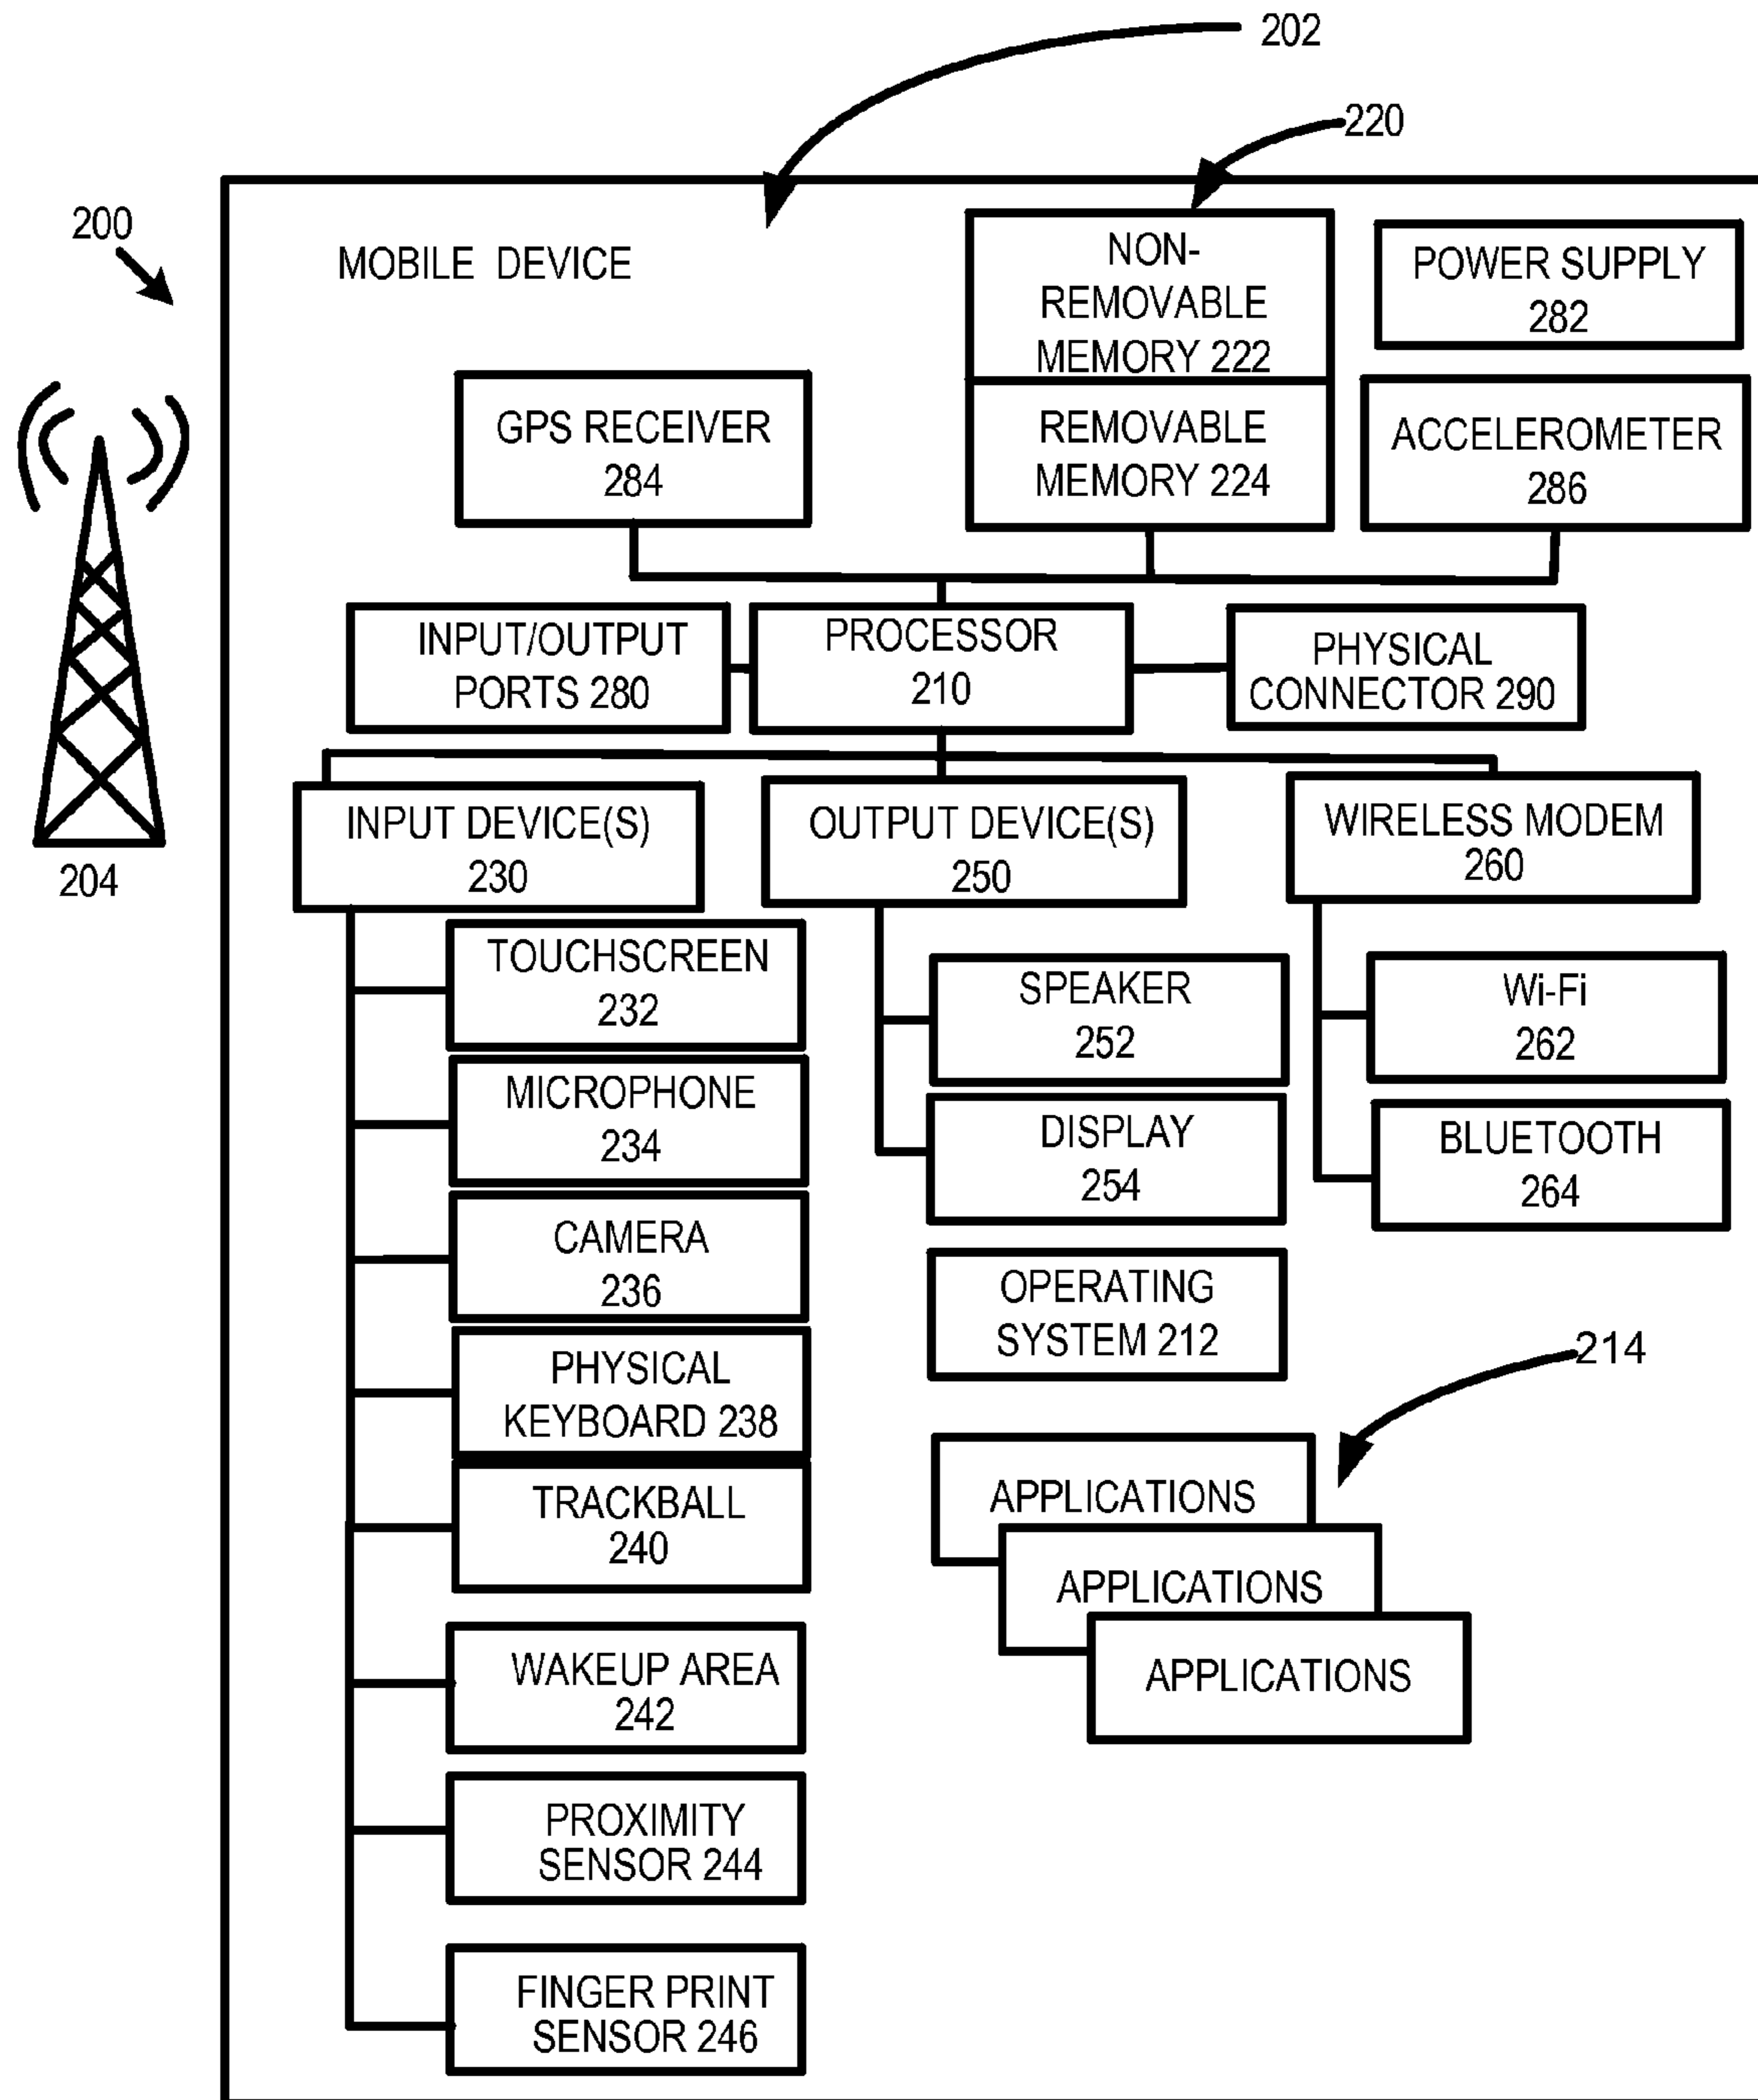 202
220
200
MOBILE DEVICE
NON-
REMOVABLE
MEMORY 222
POWER SUPPLY
282
GPS RECEIVER
284
REMOVABLE
MEMORY 224
ACCELEROMETER
286
INPUT/OUTPUT
PORTS 280
PROCESSOR
210
PHYSICAL
CONNECTOR 290
204
INPUT DEVICE(S)
230
OUTPUT DEVICE(S)
250
WIRELESS MODEM
260
TOUCHSCREEN
232
MICROPHONE
234
CAMERA
236
PHYSICAL
KEYBOARD 238
TRACKBALL
240
WAKEUP AREA
242
PROXIMITY
SENSOR 244
FINGER PRINT
SENSOR 246
SPEAKER
252
DISPLAY
254
OPERATING
SYSTEM 212
Wi-Fi
262
BLUETOOTH
264
214
APPLICATIONS
APPLICATIONS
APPLICATIONS